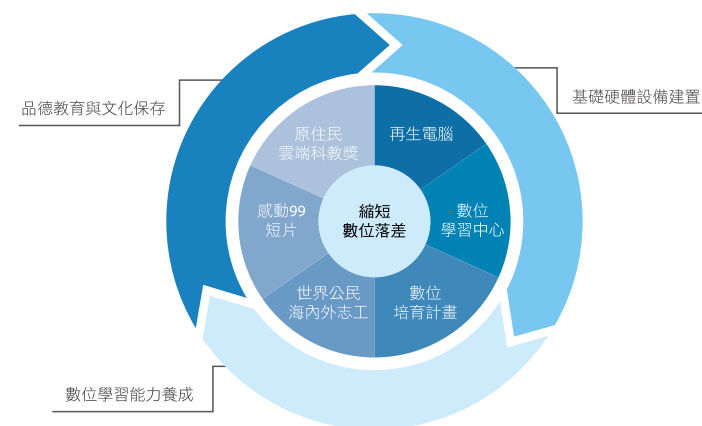 品德教育與文化保存
基礎硬體設備建置
原住民
雲端科教獎
再生電腦
感動99
短片
縮短
數位落差
數位
學習中心
世界公民
海內外志工
數位
培育計畫
數位學習能力養成